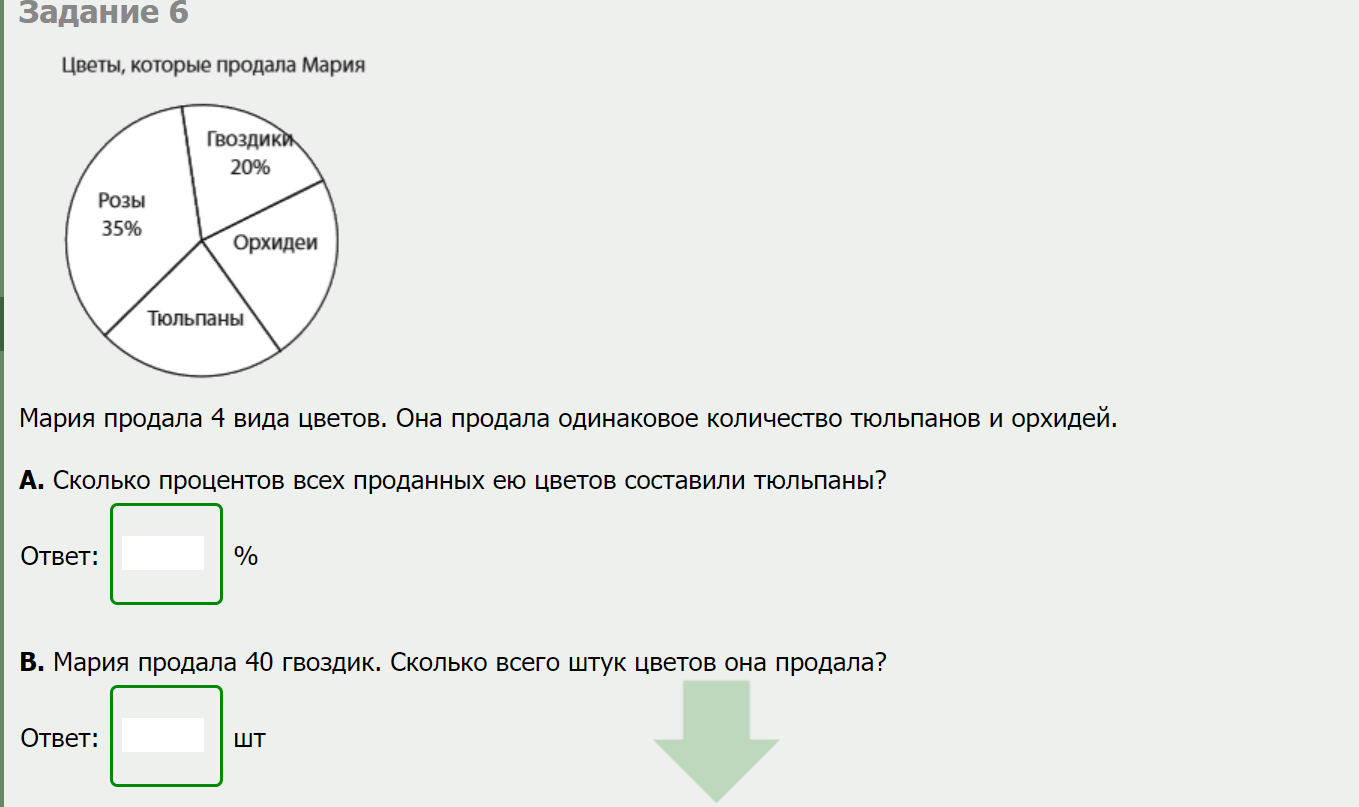 Задание 6
Цветы, которые продала Мария
Гвоздики
20%
Розы
35%
Орхидеи
Тюльпаны
Мария продала 4 вида цветов. Она продала одинаковое количество тюльпанов и орхидей.
А. Сколько процентов всех проданных ею цветов составили тюльпаны?
Ответ: %
В. Мария продала 40 гвоздик. Сколько всего штук цветов она продала?
Ответ: шт